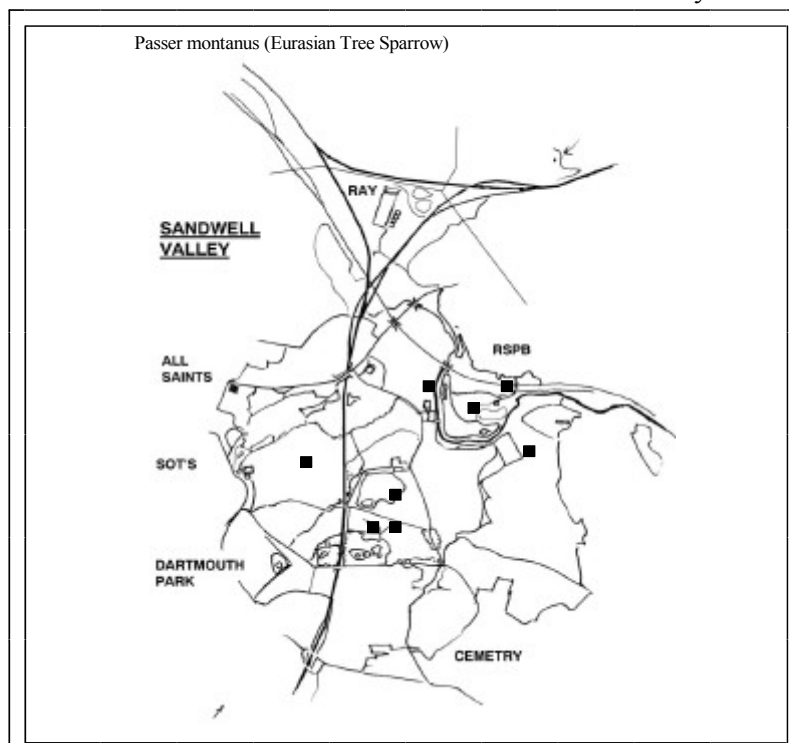 Passer montanus (Eurasian Tree Sparrow)
RAY
SANDWELL
VALLEY
RSPB
ALL
SAINTS
SOT'S
DARTMOUTH
PARK
CEMETRY